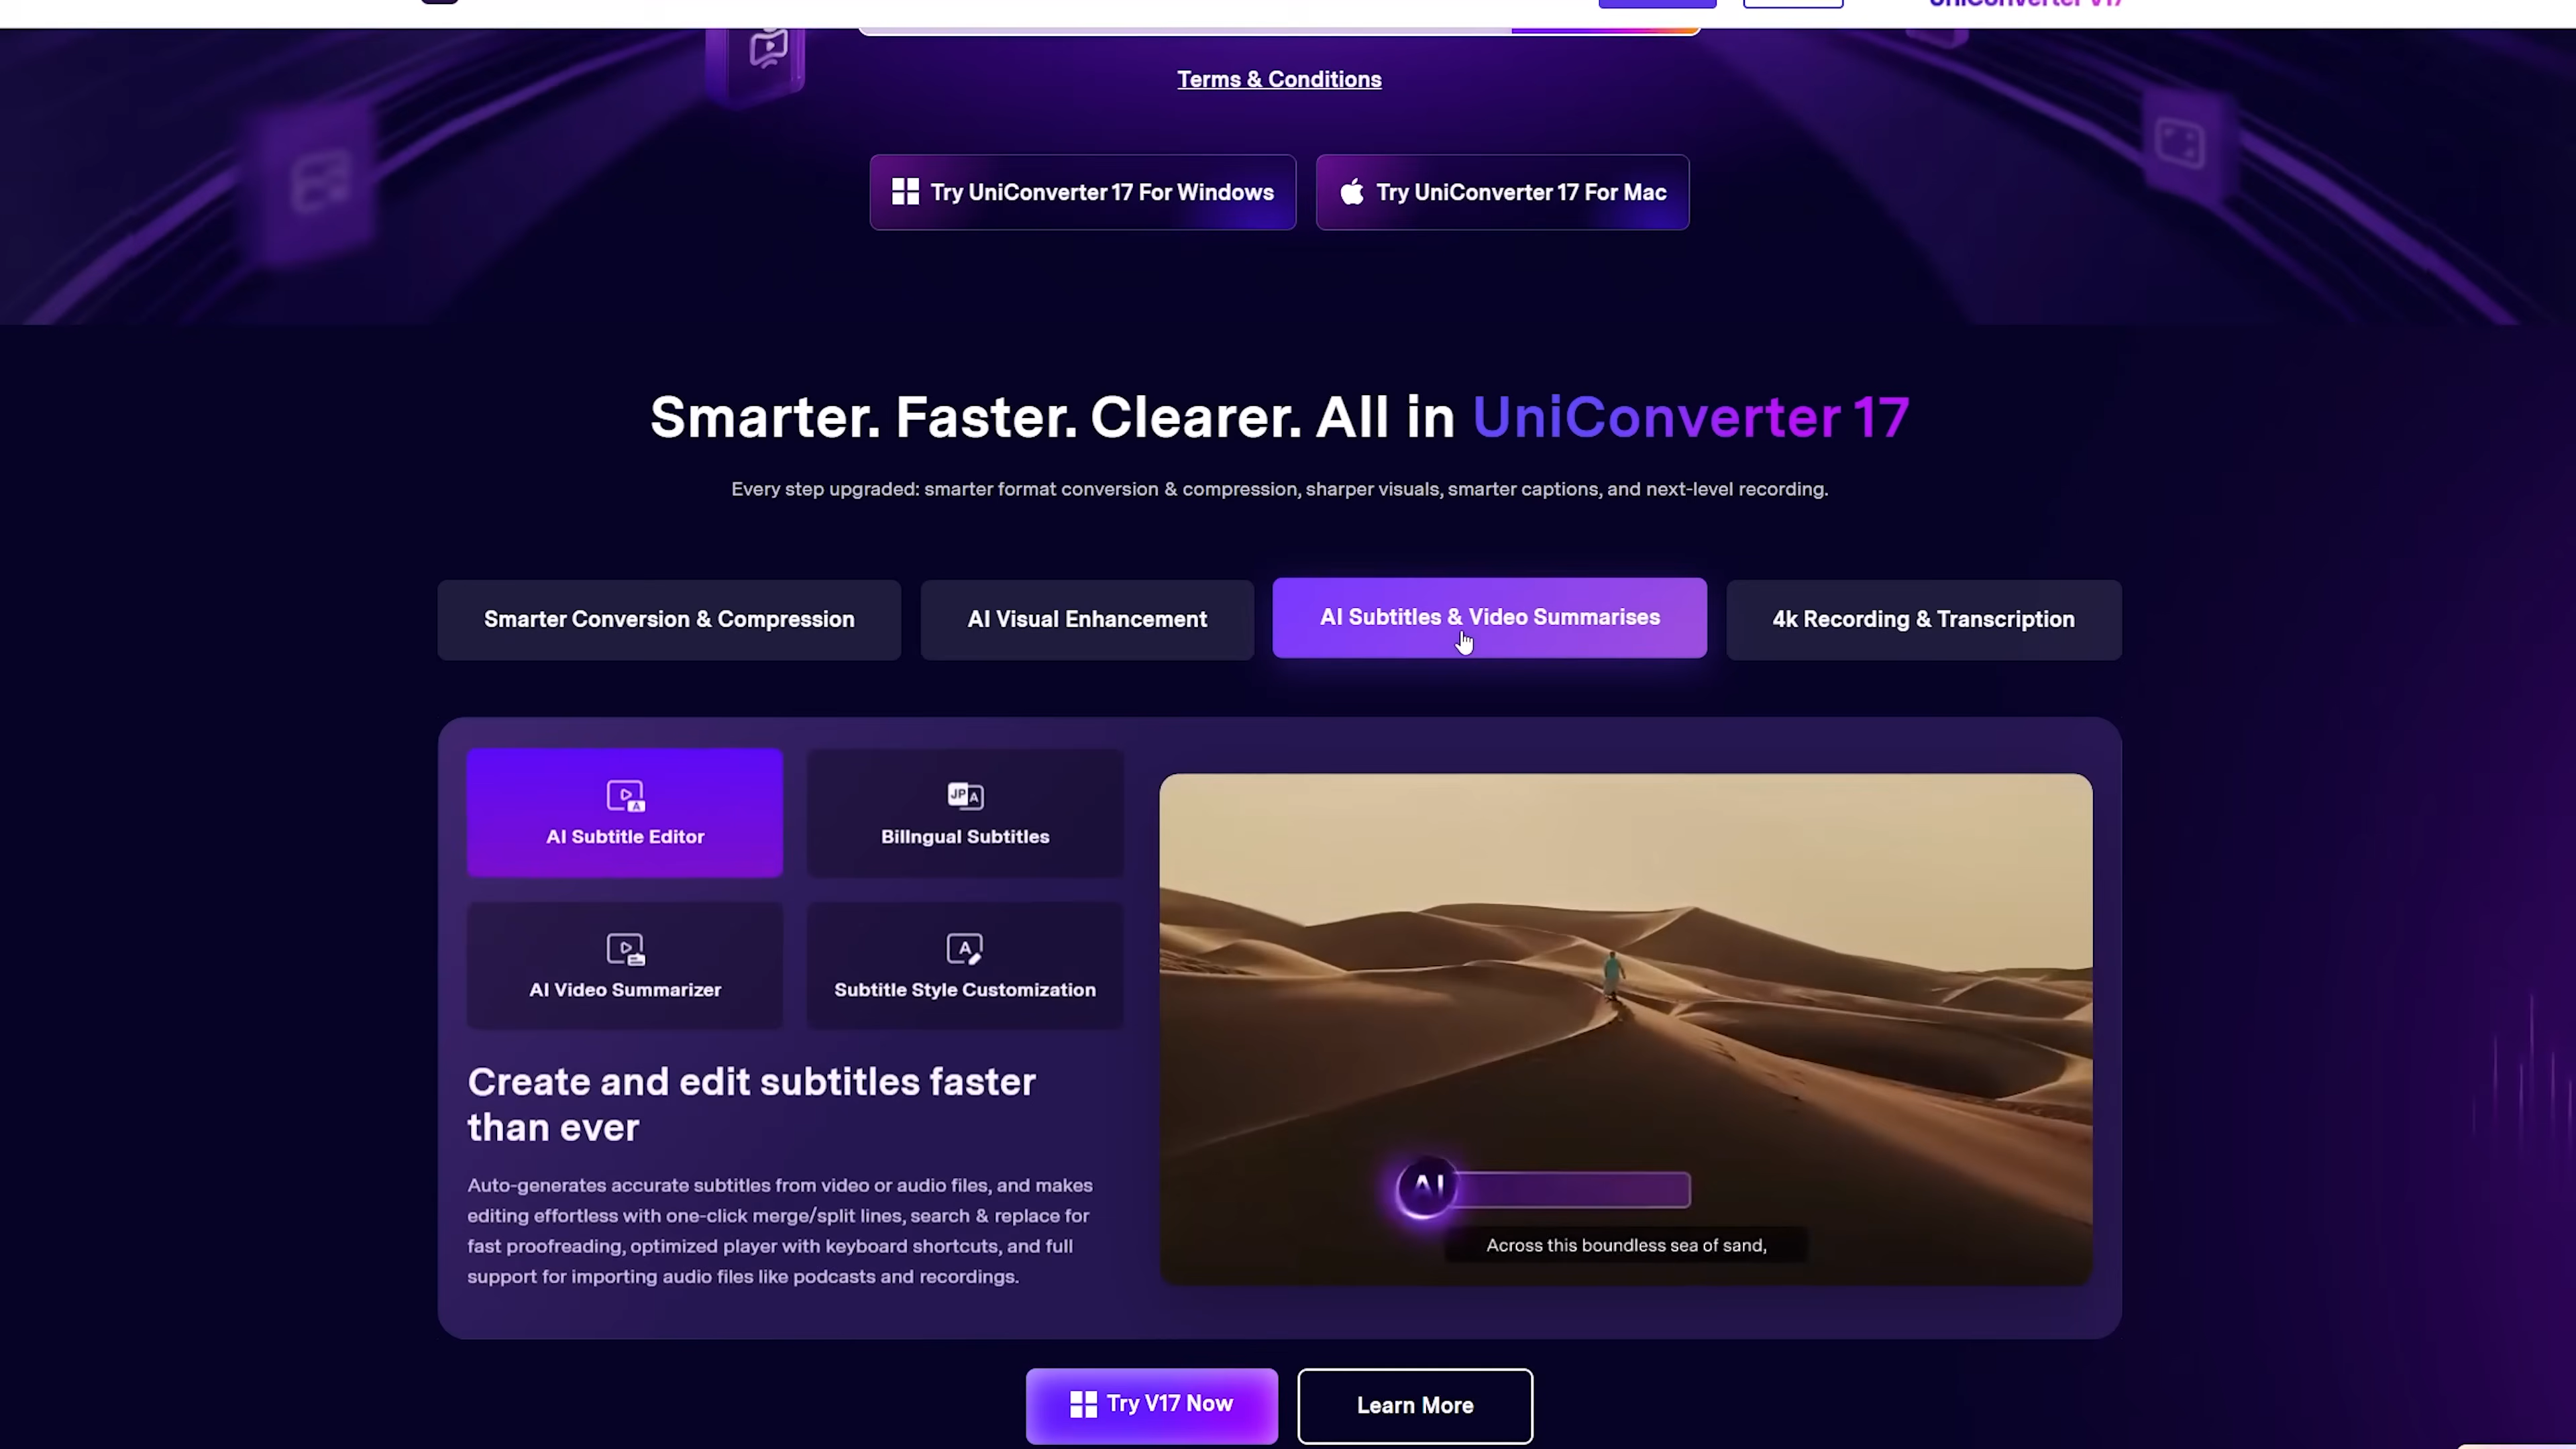 UniConverter V17
Terms & Conditions
Try UniConverter 17 For Windows
Try UniConverter 17 For Mac
Smarter. Faster. Clearer. All in UniConverter 17
Every step upgraded: smarter format conversion & compression, sharper visuals, smarter captions, and next-level recording.
Smarter Conversion & Compression
AI Visual Enhancement
AI Subtitles & Video Summarises
4k Recording & Transcription
AI Subtitle Editor
JP A
Bilngual Subtitles
AI Video Summarizer
A
Subtitle Style Customization
Create and edit subtitles faster
than ever
Auto-generates accurate subtitles from video or audio files, and makes
editing effortless with one-click merge/split lines, search & replace for
fast proofreading, optimized player with keyboard shortcuts, and full
support for importing audio files like podcasts and recordings.
AI
Across this boundless sea of sand,
Try V17 Now
Learn More